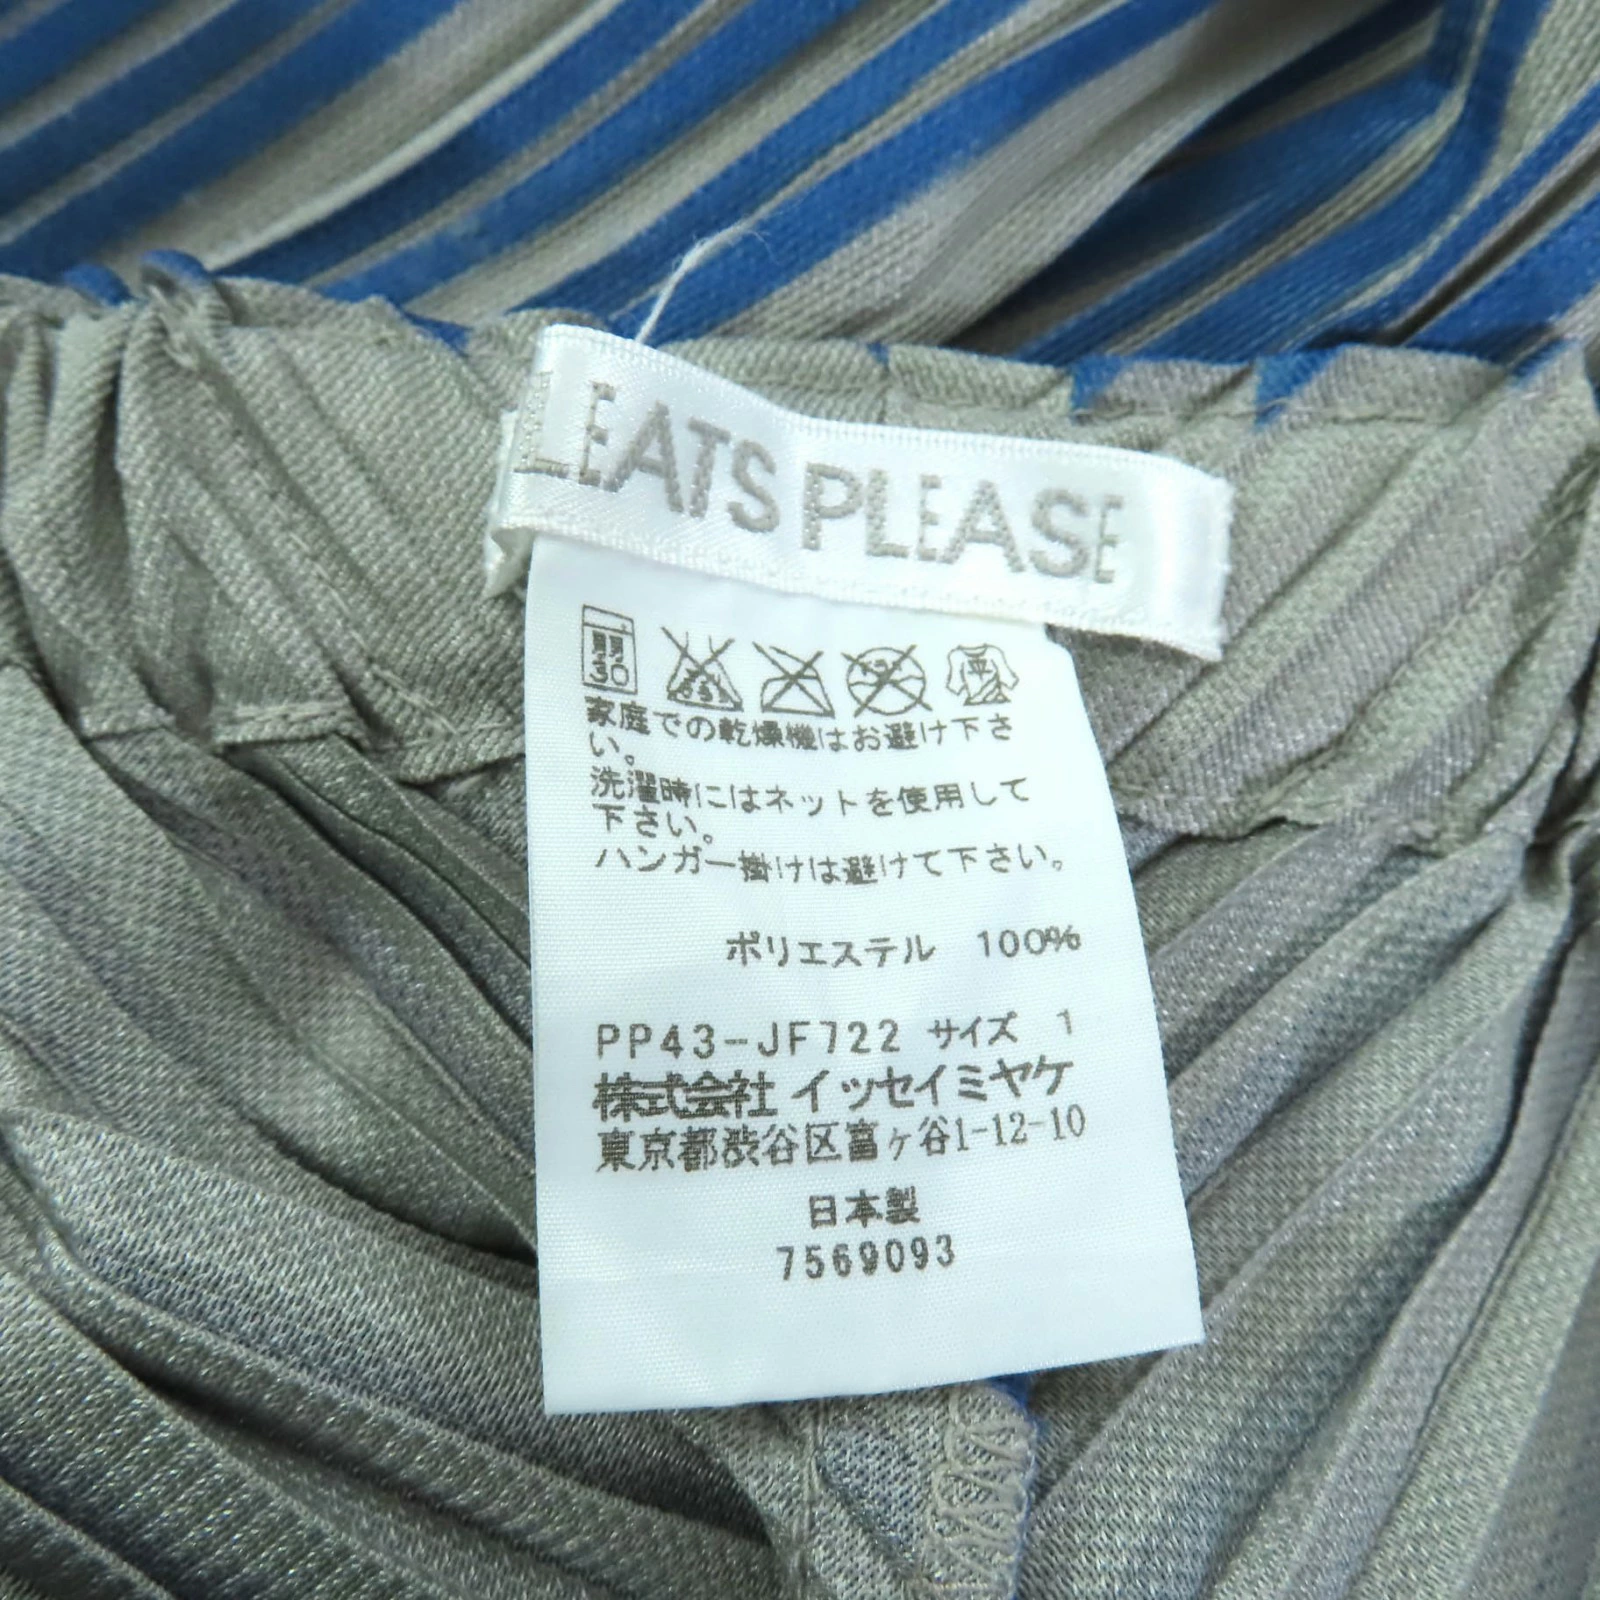 LEATS PLEASE
弱
30
家庭での乾燥機はお避け下さ
い。
洗濯時にはネットを使用して
下さい。
ハンガー掛けは避けて下さい。
ポリエステル 100%
PP43-JF722 サイズ 1
株式会社 イッセイミヤケ
東京都渋谷区富ヶ谷1-12-10
日本製
7569093